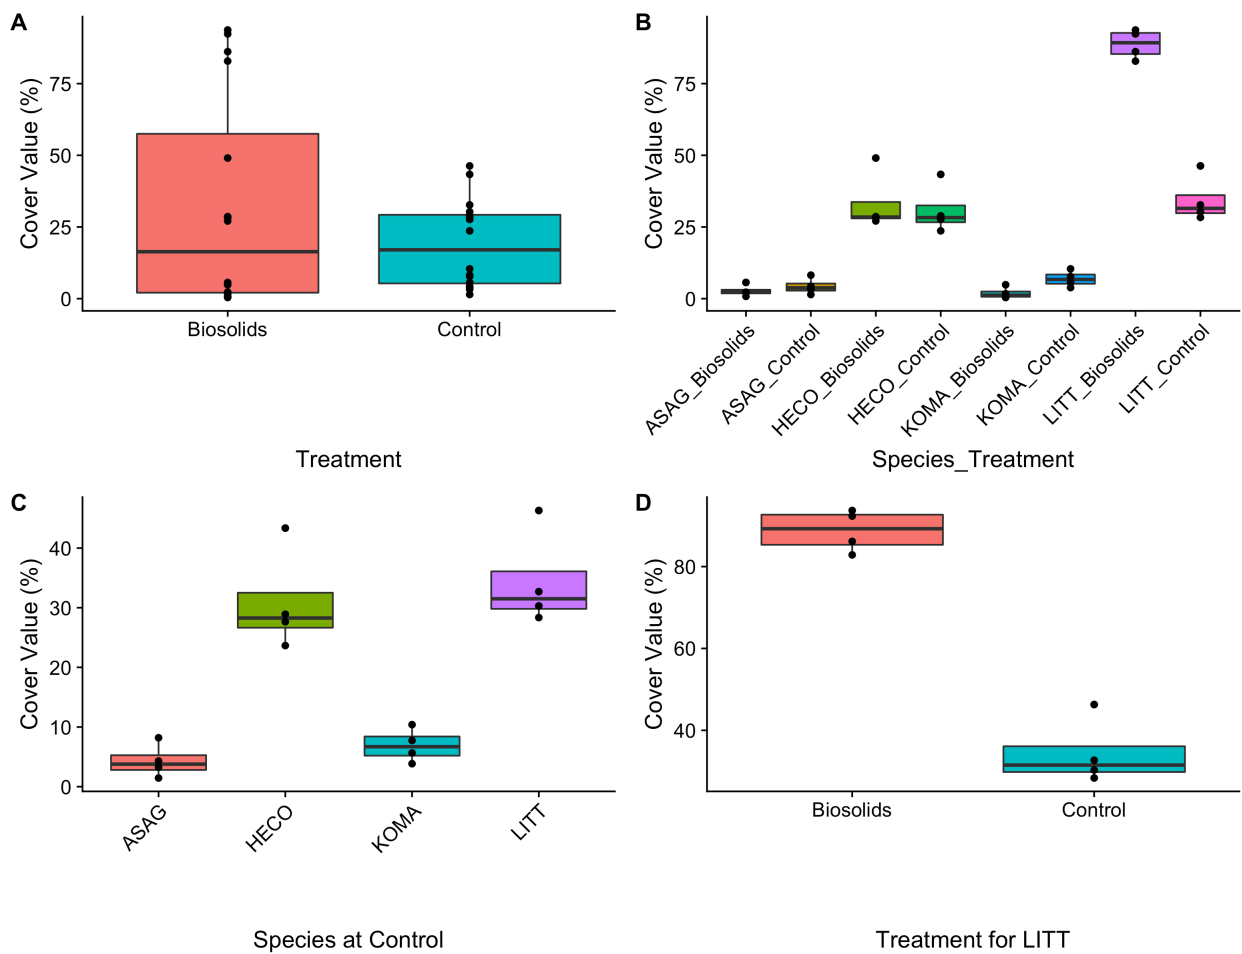 A
Cover Value (%)
75
50
25
0
Biosolids
Control
Treatment
B
Cover Value (%)
75
50
25
0
ASAG_Biosolids
ASAG_Control
HECO_Biosolids
HECO_Control
KOMA_Biosolids
KOMA_Control
LITT_Biosolids
LITT_Control
Species_Treatment
C
Cover Value (%)
40
30
20
10
0
ASAG
HECO
KOMA
LITT
Species at Control
D
Cover Value (%)
80
60
40
Biosolids
Control
Treatment for LITT